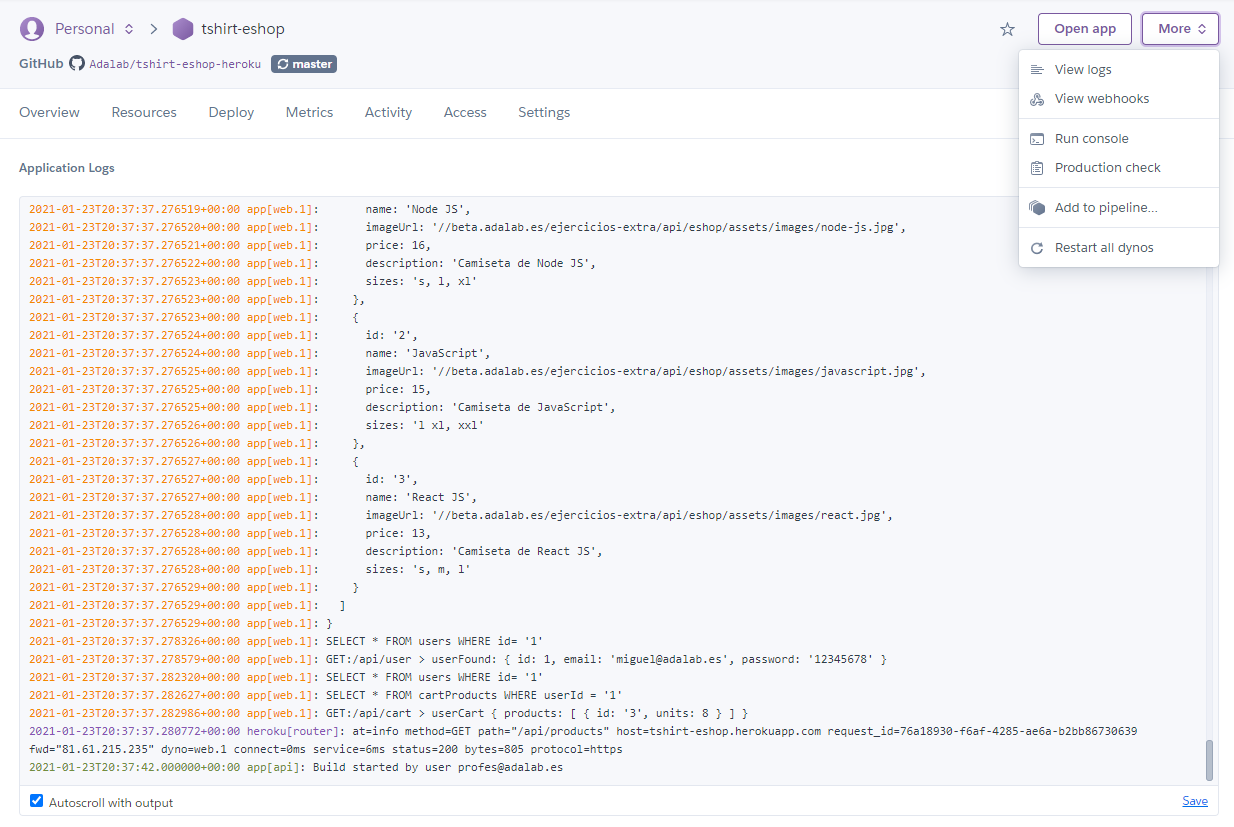 Personal
tshirt-eshop
Open app
More
GitHub Adalab/tshirt-eshop-heroku master
View logs
View webhooks
Run console
Production check
Add to pipeline...
Restart all dynos
Overview Resources Deploy Metrics Activity Access Settings
Application Logs
2021-01-23T20:37:37.276519+00:00 app[web.1]:       name: 'Node JS',
2021-01-23T20:37:37.276520+00:00 app[web.1]:       imageUrl: '//beta.adalab.es/ejercicios-extra/api/eshop/assets/images/node-js.jpg',
2021-01-23T20:37:37.276521+00:00 app[web.1]:       price: 16,
2021-01-23T20:37:37.276522+00:00 app[web.1]:       description: 'Camiseta de Node JS',
2021-01-23T20:37:37.276523+00:00 app[web.1]:       sizes: 's, l, xl'
2021-01-23T20:37:37.276523+00:00 app[web.1]:     },
2021-01-23T20:37:37.276523+00:00 app[web.1]:     {
2021-01-23T20:37:37.276524+00:00 app[web.1]:       id: '2',
2021-01-23T20:37:37.276524+00:00 app[web.1]:       name: 'JavaScript',
2021-01-23T20:37:37.276525+00:00 app[web.1]:       imageUrl: '//beta.adalab.es/ejercicios-extra/api/eshop/assets/images/javascript.jpg',
2021-01-23T20:37:37.276525+00:00 app[web.1]:       price: 15,
2021-01-23T20:37:37.276525+00:00 app[web.1]:       description: 'Camiseta de JavaScript',
2021-01-23T20:37:37.276526+00:00 app[web.1]:       sizes: 'l xl, xxl'
2021-01-23T20:37:37.276526+00:00 app[web.1]:     },
2021-01-23T20:37:37.276527+00:00 app[web.1]:     {
2021-01-23T20:37:37.276527+00:00 app[web.1]:       id: '3',
2021-01-23T20:37:37.276527+00:00 app[web.1]:       name: 'React JS',
2021-01-23T20:37:37.276528+00:00 app[web.1]:       imageUrl: '//beta.adalab.es/ejercicios-extra/api/eshop/assets/images/react.jpg',
2021-01-23T20:37:37.276528+00:00 app[web.1]:       price: 13,
2021-01-23T20:37:37.276528+00:00 app[web.1]:       description: 'Camiseta de React JS',
2021-01-23T20:37:37.276528+00:00 app[web.1]:       sizes: 's, m, l'
2021-01-23T20:37:37.276529+00:00 app[web.1]:     }
2021-01-23T20:37:37.276529+00:00 app[web.1]:   ]
2021-01-23T20:37:37.276529+00:00 app[web.1]: }
2021-01-23T20:37:37.278326+00:00 app[web.1]: SELECT * FROM users WHERE id= '1'
2021-01-23T20:37:37.278579+00:00 app[web.1]: GET:/api/user > userFound: { id: 1, email: 'miguel@adalab.es', password: '12345678' }
2021-01-23T20:37:37.282320+00:00 app[web.1]: SELECT * FROM users WHERE id= '1'
2021-01-23T20:37:37.282627+00:00 app[web.1]: SELECT * FROM cartProducts WHERE userId = '1'
2021-01-23T20:37:37.282986+00:00 app[web.1]: GET:/api/cart > userCart { products: [ { id: '3', units: 8 } ] }
2021-01-23T20:37:37.280772+00:00 heroku[router]: at=info method=GET path="/api/products" host=tshirt-eshop.herokuapp.com request_id=76a18930-f6af-4285-ae6a-b2bb86730639
fwd="81.61.215.235" dyno=web.1 connect=0ms service=6ms status=200 bytes=805 protocol=https
2021-01-23T20:37:42.000000+00:00 app[api]: Build started by user profes@adalab.es
Autoscroll with output
Save